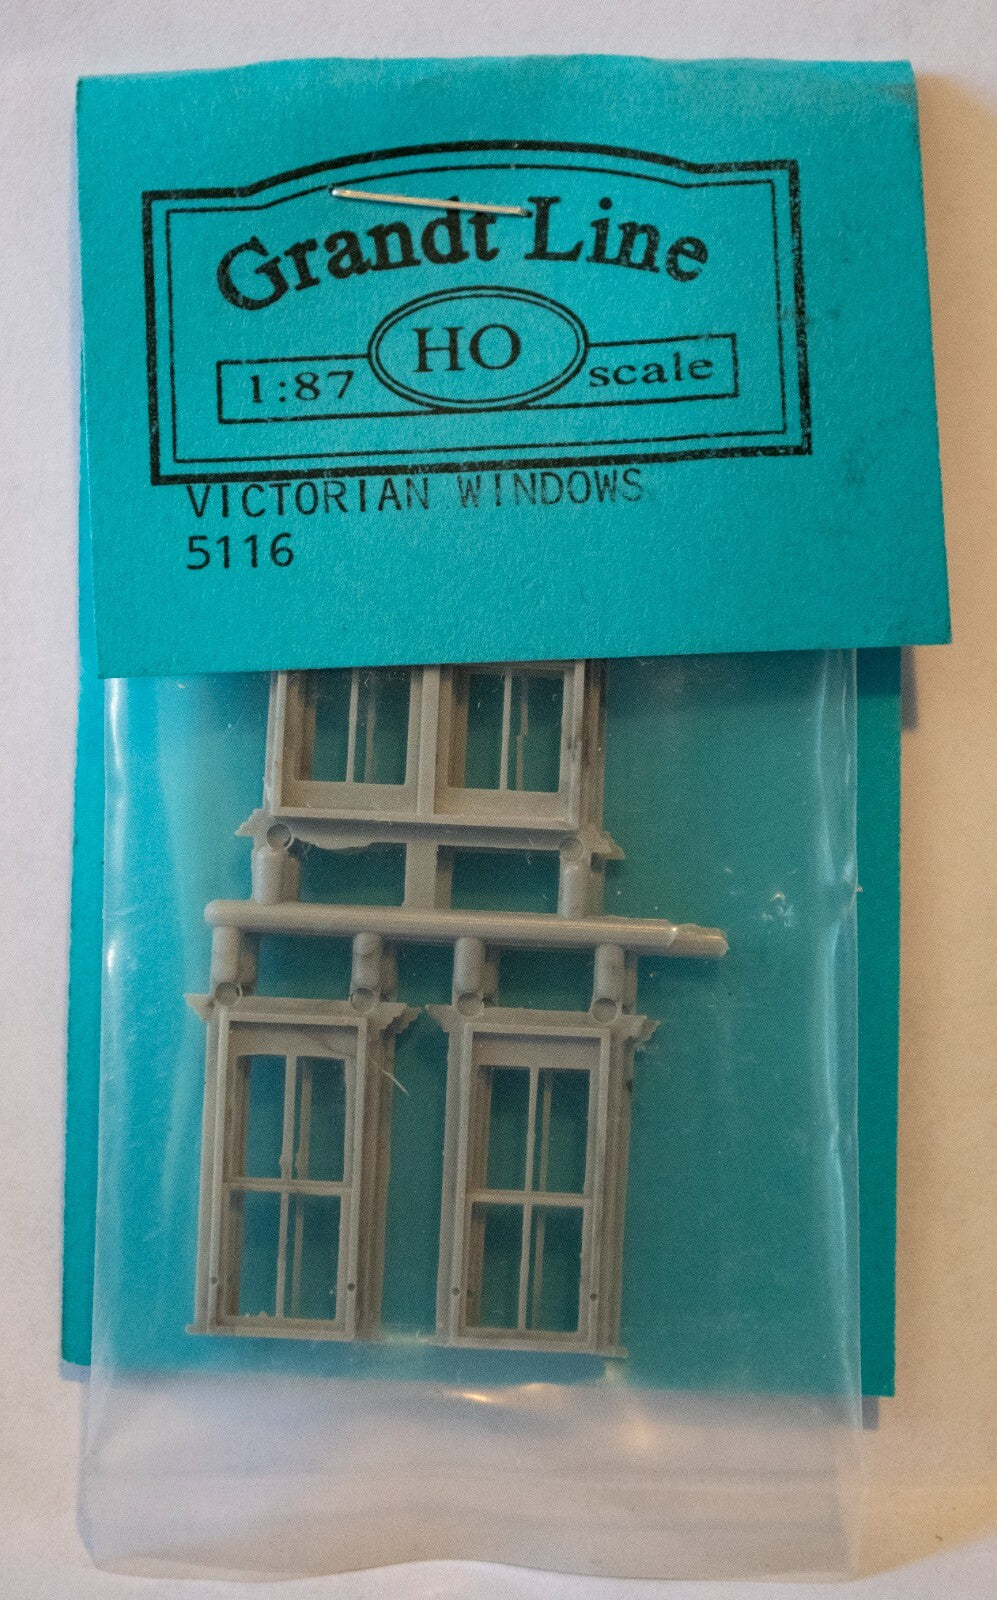 Grandt Line
1:87 HO scale
VICTORIAN WINDOWS
5116